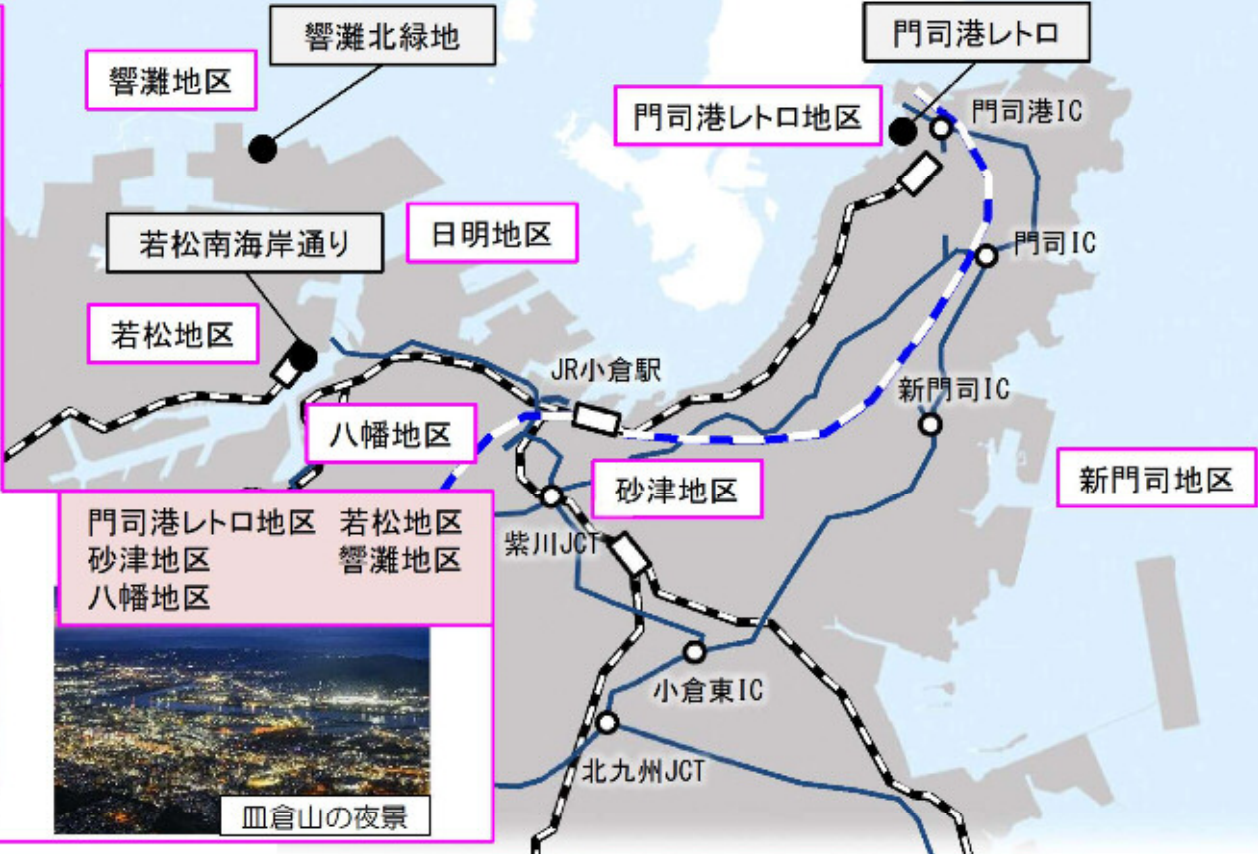 響灘北緑地
門司港レトロ
響灘地区
門司港レトロ地区
門司港IC
若松南海岸通り
日明地区
門司IC
若松地区
JR小倉駅
新門司IC
八幡地区
砂津地区
新門司地区
門司港レトロ地区 若松地区
砂津地区 響灘地区
八幡地区
紫川JCT
小倉東IC
北九州JCT
皿倉山の夜景